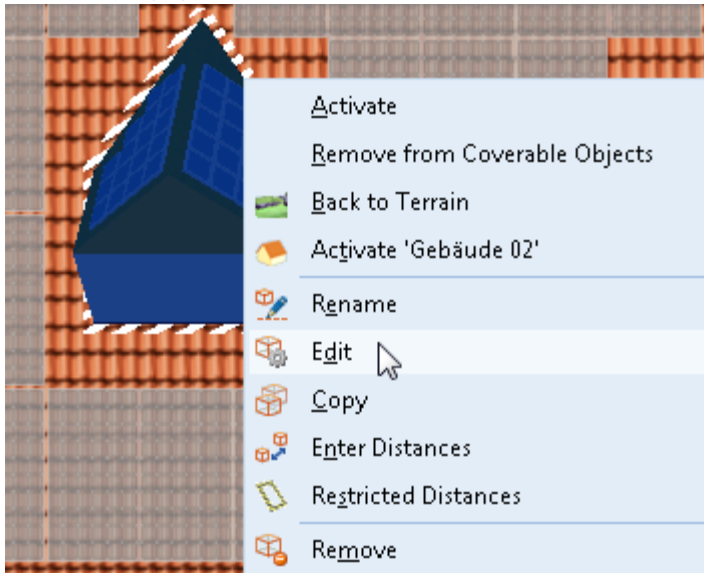 Activate
Remove from Coverable Objects
Back to Terrain
Activate 'Gebäude 02'
Rename
Edit
Copy
Enter Distances
Restricted Distances
Remove